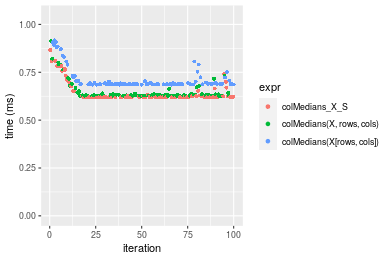 1.00
0.75
0.50
0.25
0.00
time (ms)
0 25 50 75 100
iteration
expr
colMedians_X_S
colMedians(X, rows, cols)
colMedians(X[rows, cols])